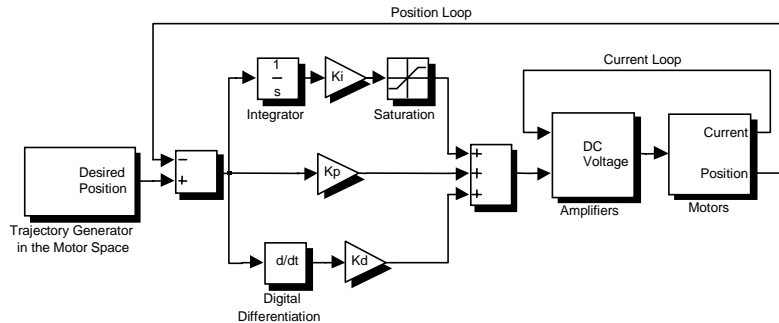 Position Loop
1
s
Integrator
Ki
Saturation
Current Loop
Desired
Position
−
+
Trajectory Generator
in the Motor Space
Kp
+
+
+
DC
Voltage
Amplifiers
Current
Position
Motors
d/dt
Digital
Differentiation
Kd